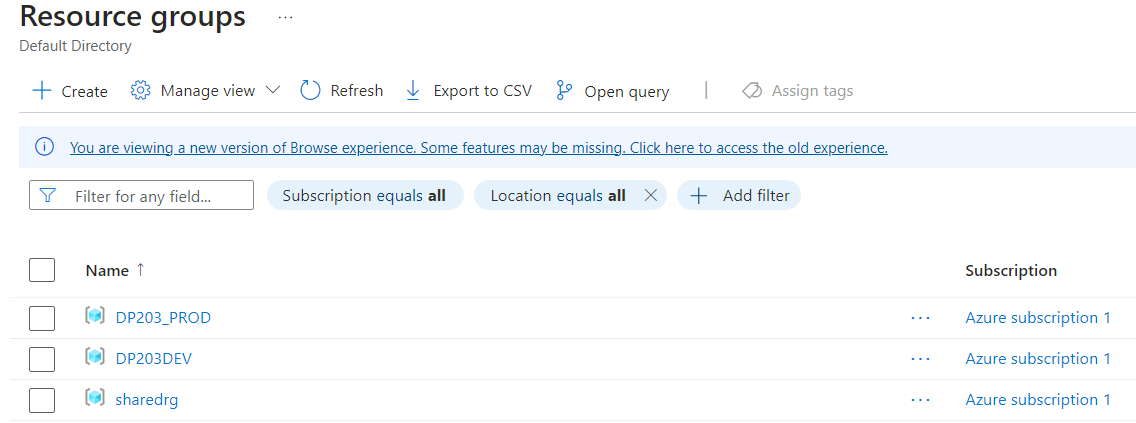 Resource groups ...
Default Directory
Create Manage view Refresh Export to CSV Open query | Assign tags
You are viewing a new version of Browse experience. Some features may be missing. Click here to access the old experience.
Filter for any field... Subscription equals all Location equals all Add filter
Name ↑ Subscription
DP203_PROD ... Azure subscription 1
DP203DEV ... Azure subscription 1
sharedrg ... Azure subscription 1